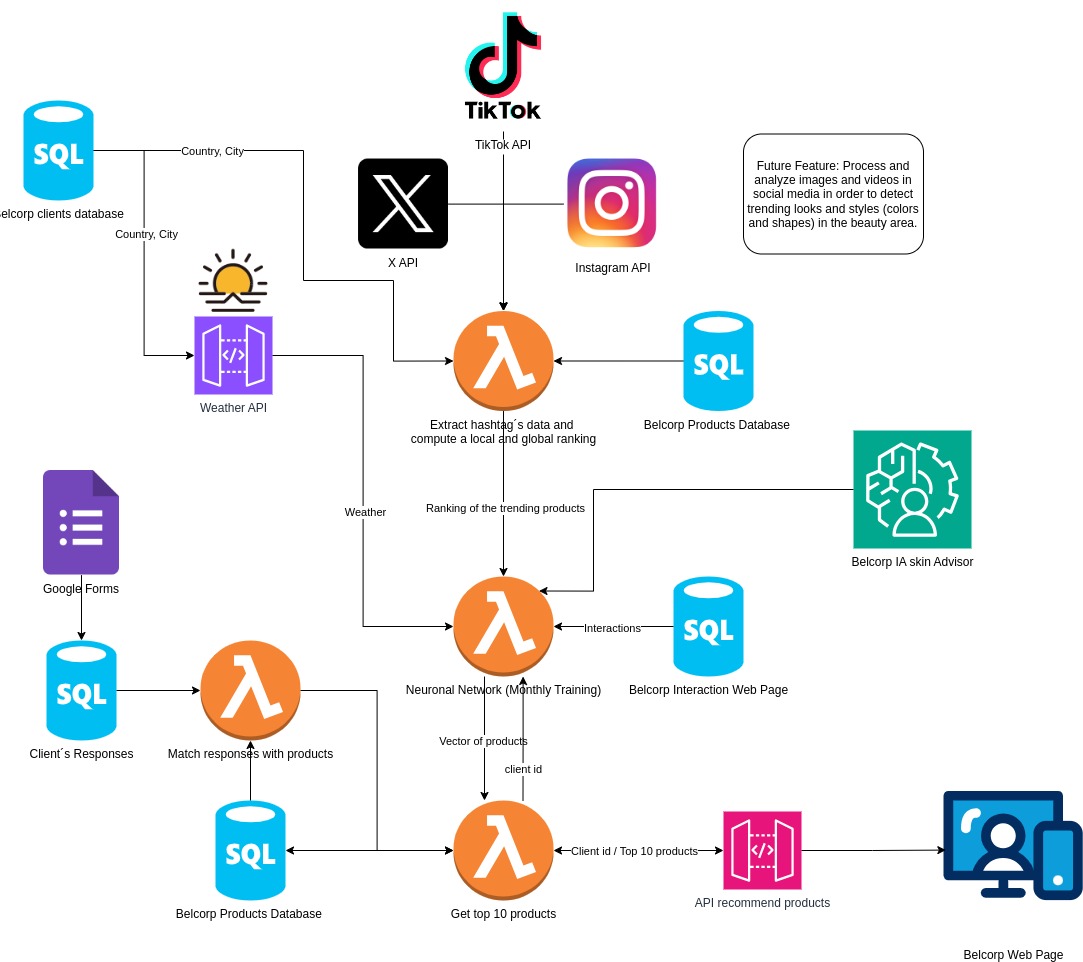 TikTok
TikTok API
SQL
Country, City
Belcorp clients database
Country, City
X API
Instagram API
Future Feature: Process and
analyze images and videos in
social media in order to detect
trending looks and styles (colors
and shapes) in the beauty area.
</>
Weather API
SQL
Extract hashtag´s data and
compute a local and global ranking
Belcorp Products Database
Weather
Ranking of the trending products
Belcorp IA skin Advisor
Google Forms
Interactions
SQL
Neuronal Network (Monthly Training)
Belcorp Interaction Web Page
SQL
Client´s Responses
Match responses with products
Vector of products
client id
SQL
Belcorp Products Database
Get top 10 products
Client id / Top 10 products
</>
API recommend products
Belcorp Web Page